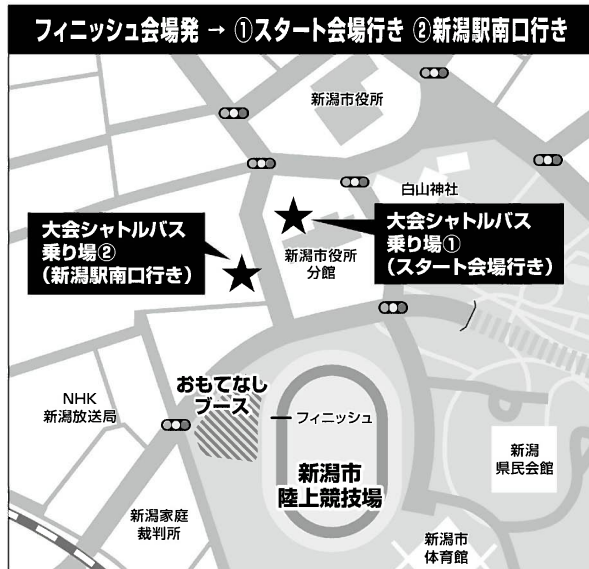 フィニッシュ会場発 → ①スタート会場行き ②新潟駅南口行き
新潟市役所
白山神社
大会シャトルバス
乗り場②
(新潟駅南口行き)
大会シャトルバス
乗り場①
(スタート会場行き)
新潟市役所
分館
おもてなし
ブース
NHK
新潟放送局
フィニッシュ
新潟市
陸上競技場
新潟
県民会館
新潟家庭
裁判所
新潟市
体育館